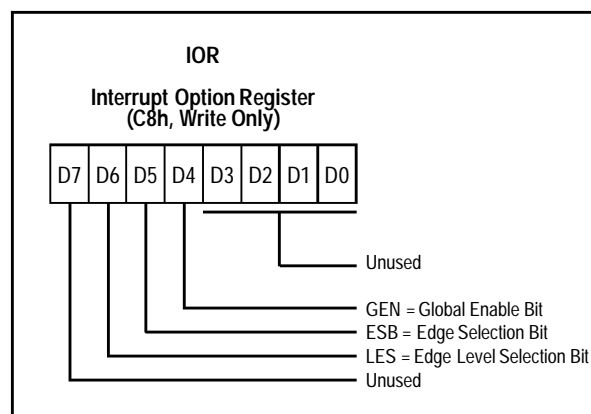 IOR
Interrupt Option Register
(C8h, Write Only)
D7 D6 D5 D4 D3 D2 D1 D0
Unused
GEN = Global Enable Bit
ESB = Edge Selection Bit
LES = Edge Level Selection Bit
Unused